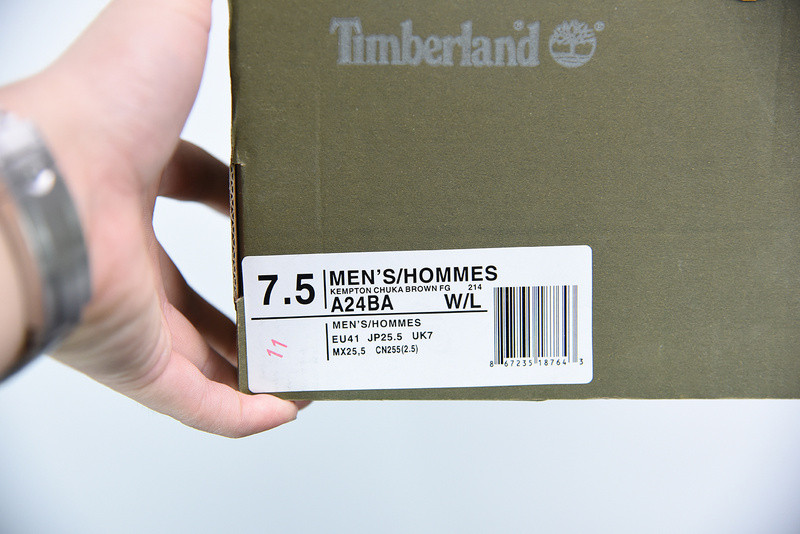 Timberland®
7.5
MEN'S/HOMMES
KEMPTON CHUKA BROWN FG 214
A24BA W/L
MEN'S/HOMMES
EU41 JP25.5 UK7
MX25,5 CN255(2.5)
11
8 67235 18764 3